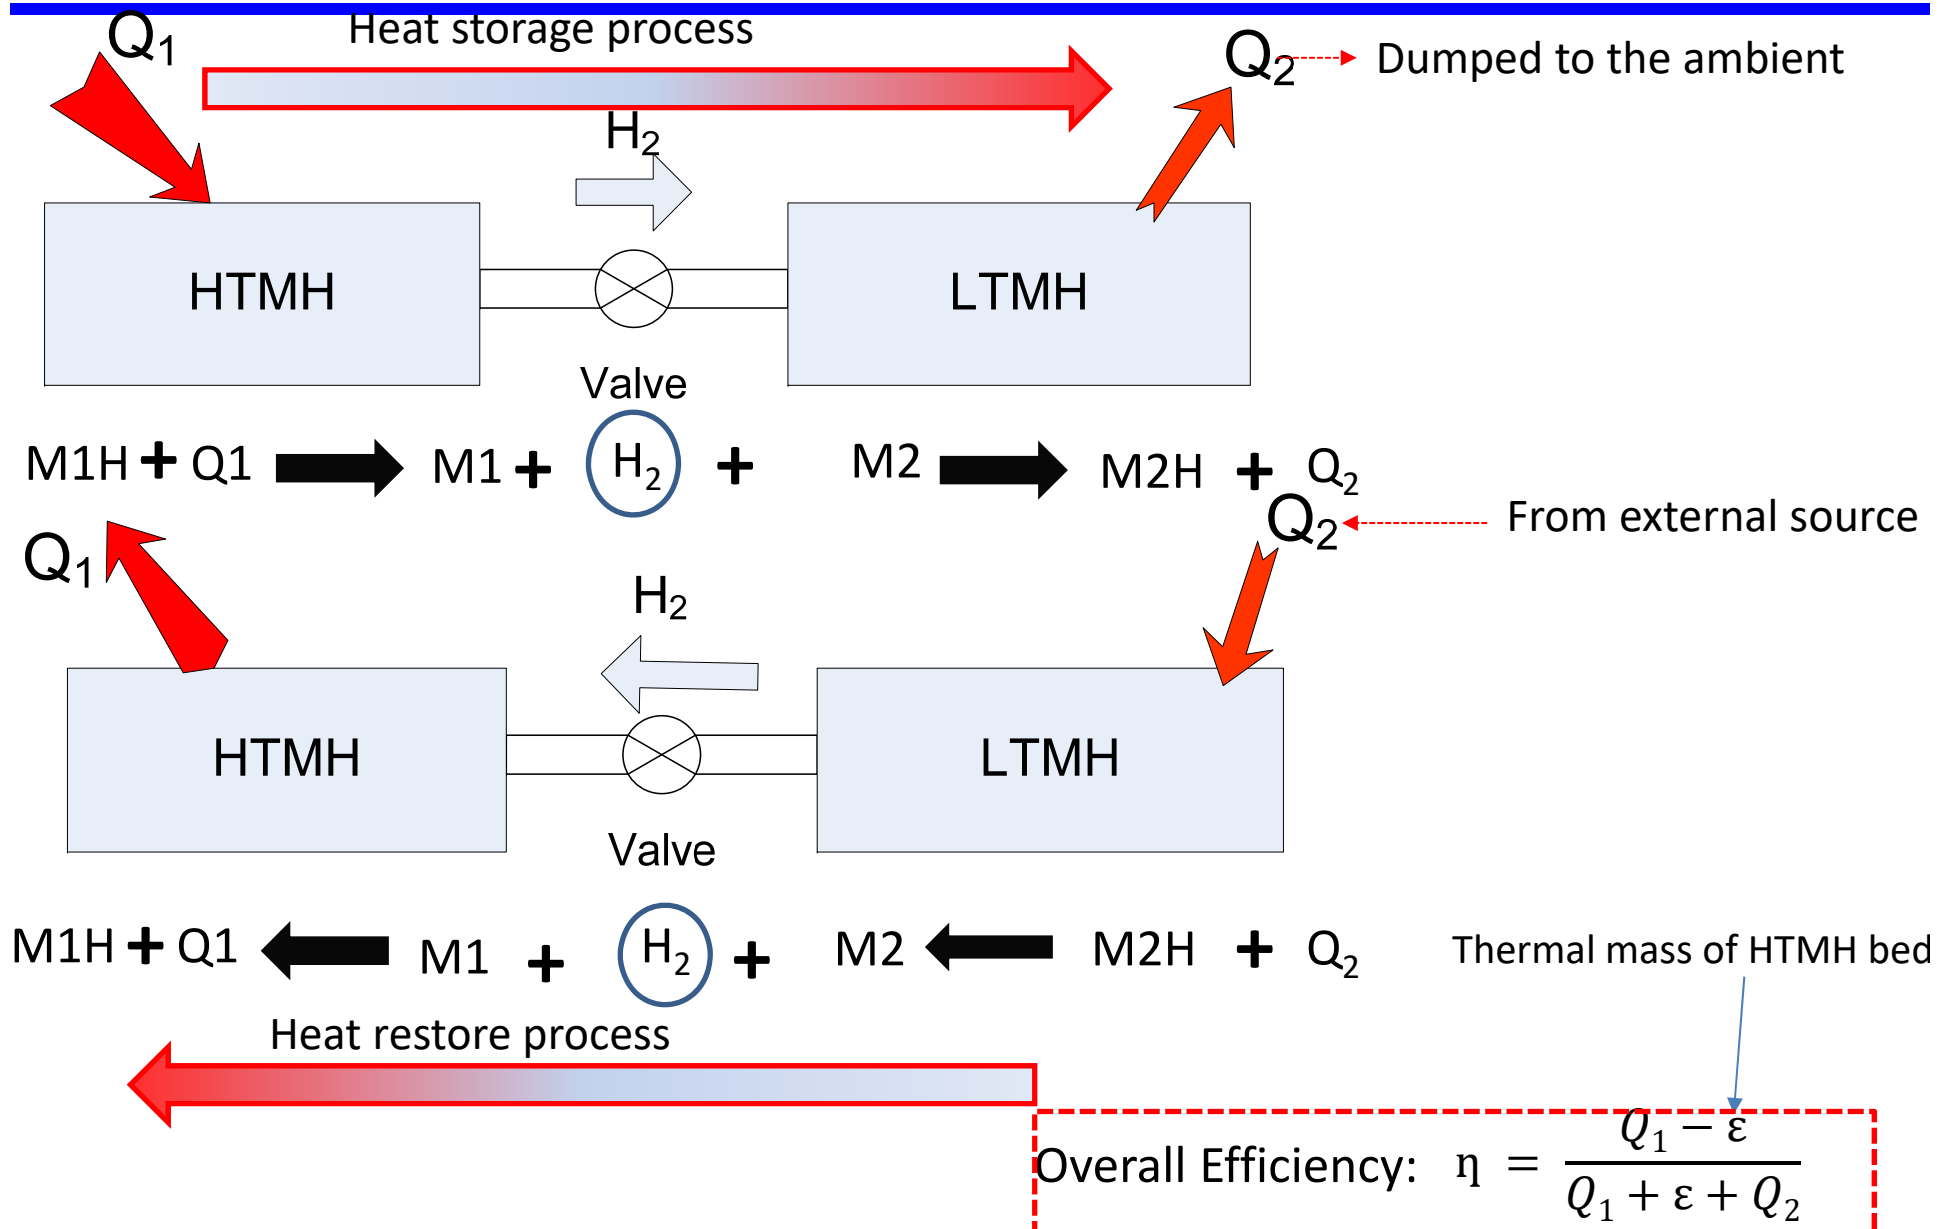 Heat storage process
Q₁
Q₂ Dumped to the ambient
H₂
HTMH
LTMH
Valve
M1H + Q1 M1 + H₂ + M2 M2H + Q₂
Q₂ From external source
Q₁
H₂
HTMH
LTMH
Valve
M1H + Q1 M1 + H₂ + M2 M2H + Q₂
Thermal mass of HTMH bed
Heat restore process
Overall Efficiency: η = (Q₁ − ε) / (Q₁ + ε + Q₂)